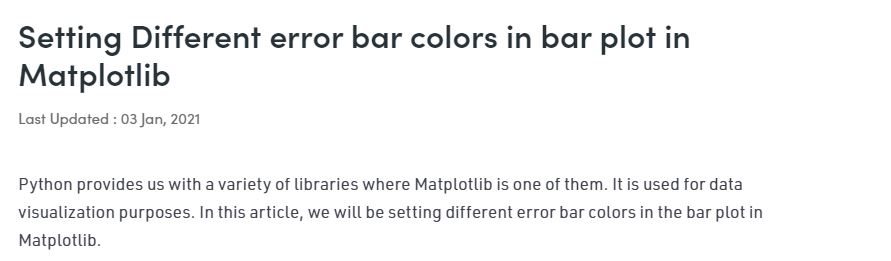 Setting Different error bar colors in bar plot in
Matplotlib
Last Updated : 03 Jan, 2021
Python provides us with a variety of libraries where Matplotlib is one of them. It is used for data
visualization purposes. In this article, we will be setting different error bar colors in the bar plot in
Matplotlib.